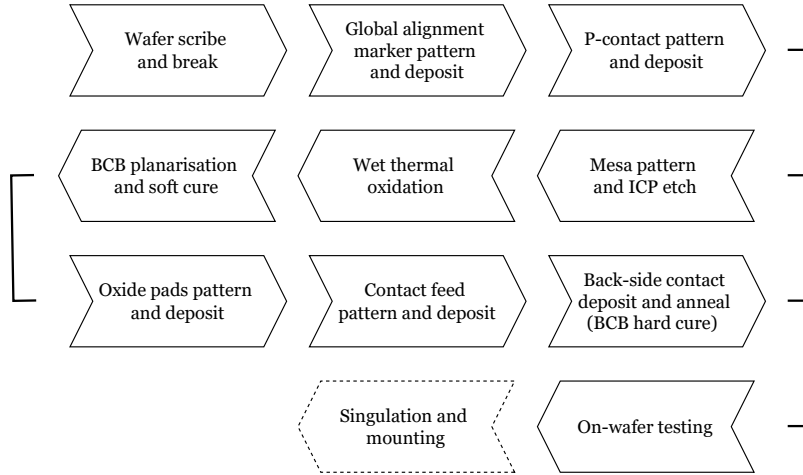 Wafer scribe
and break
Global alignment
marker pattern
and deposit
P-contact pattern
and deposit
Mesa pattern
and ICP etch
Wet thermal
oxidation
BCB planarisation
and soft cure
Oxide pads pattern
and deposit
Contact feed
pattern and deposit
Back-side contact
deposit and anneal
(BCB hard cure)
On-wafer testing
Singulation and
mounting